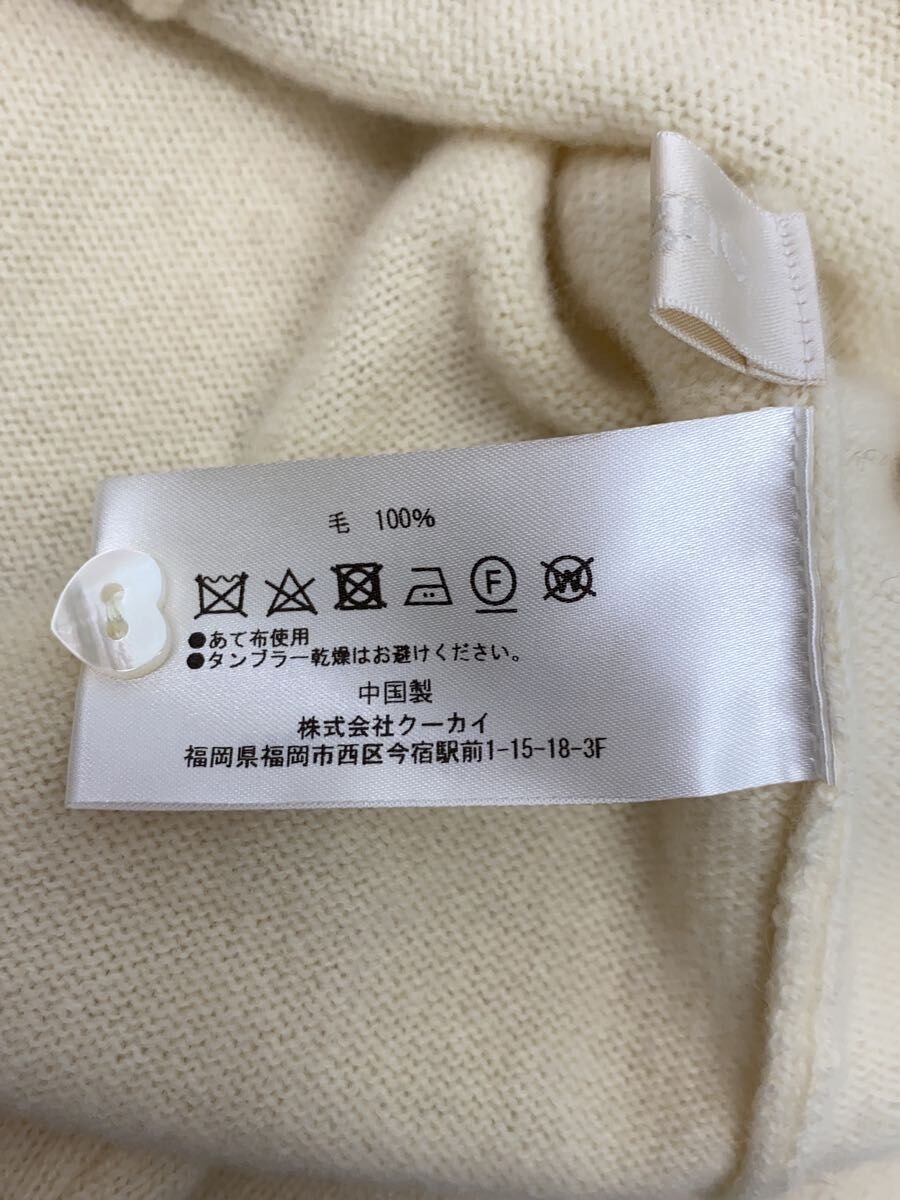 毛 100%
F W
●あて布使用
●タンブラー乾燥はお避けください。
中国製
株式会社クーカイ
福岡県福岡市西区今宿駅前1-15-18-3F